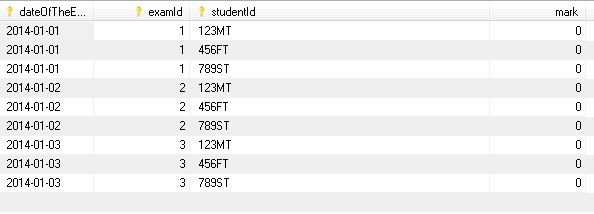 dateOfTheE... examId studentId mark
2014-01-01 1 123MT 0
2014-01-01 1 456FT 0
2014-01-01 1 789ST 0
2014-01-02 2 123MT 0
2014-01-02 2 456FT 0
2014-01-02 2 789ST 0
2014-01-03 3 123MT 0
2014-01-03 3 456FT 0
2014-01-03 3 789ST 0